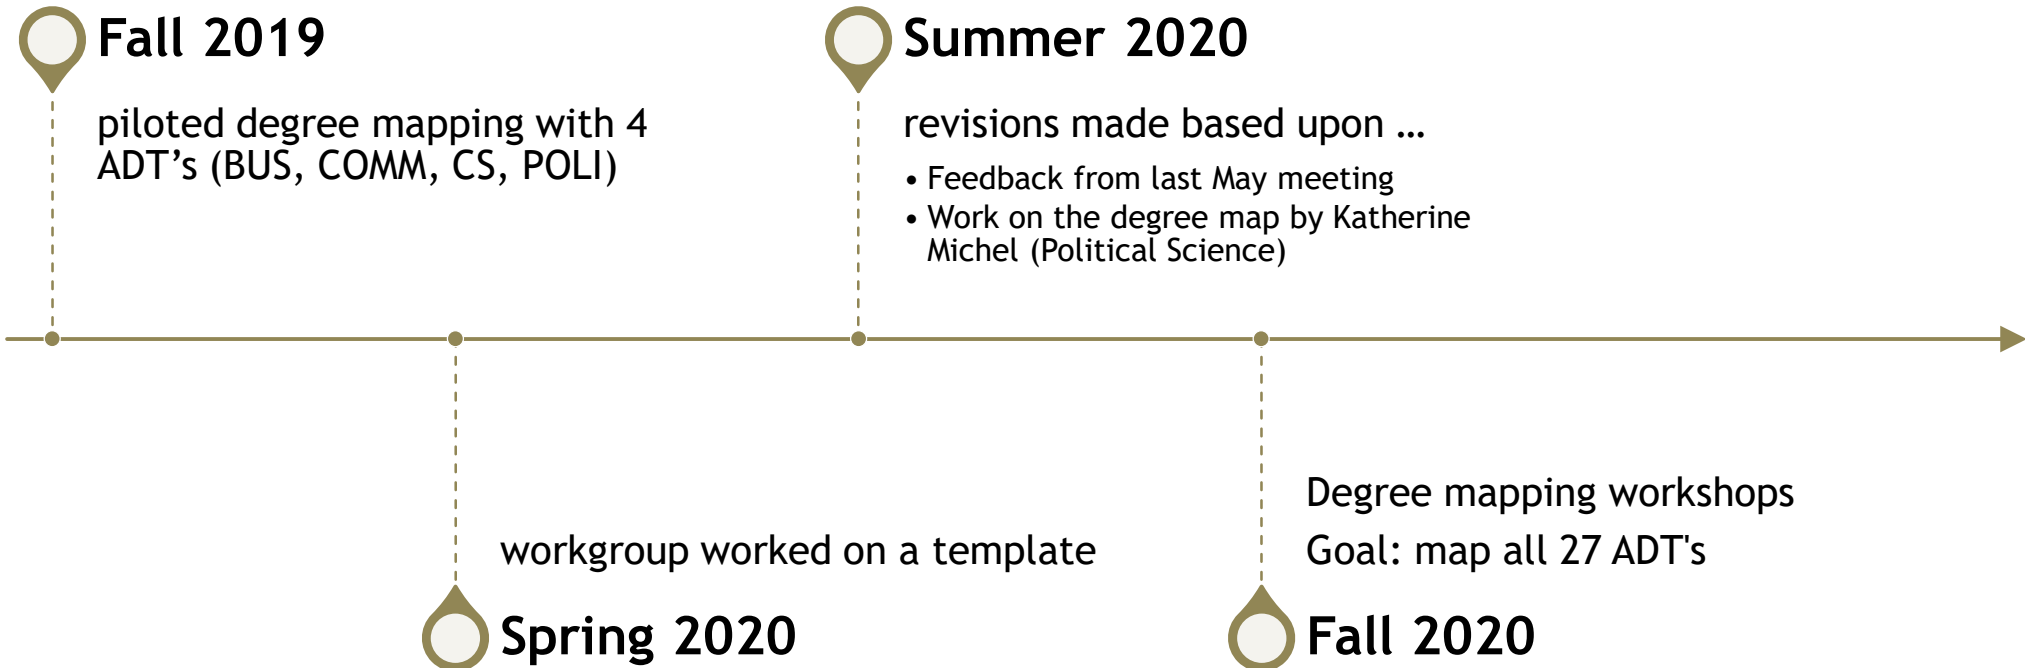 Fall 2019
piloted degree mapping with 4
ADT’s (BUS, COMM, CS, POLI)
Spring 2020
workgroup worked on a template
Summer 2020
revisions made based upon …
• Feedback from last May meeting
• Work on the degree map by Katherine
Michel (Political Science)
Fall 2020
Degree mapping workshops
Goal: map all 27 ADT's